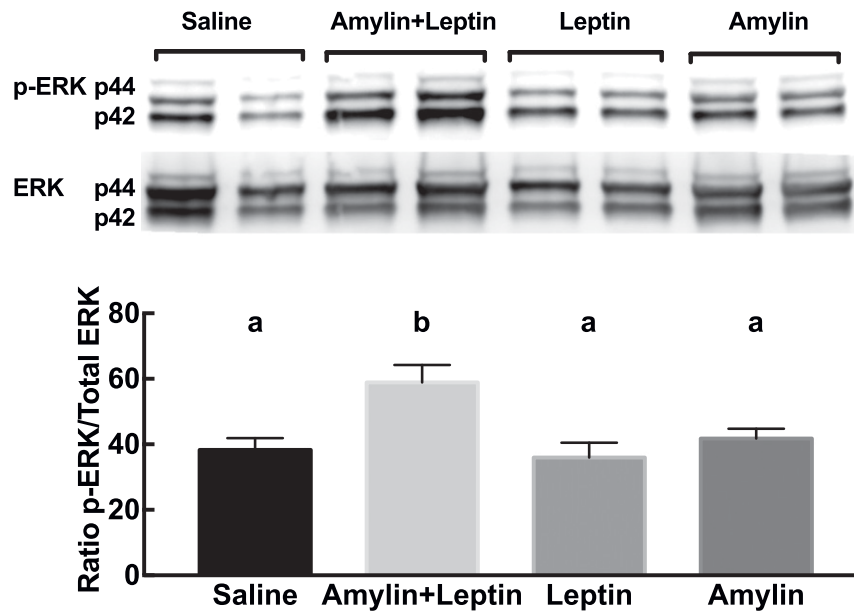 Saline Amylin+Leptin Leptin Amylin
p-ERK p44
p42
ERK p44
p42
Ratio p-ERK/Total ERK
80
60
40
20
0
a b a a
Saline Amylin+Leptin Leptin Amylin